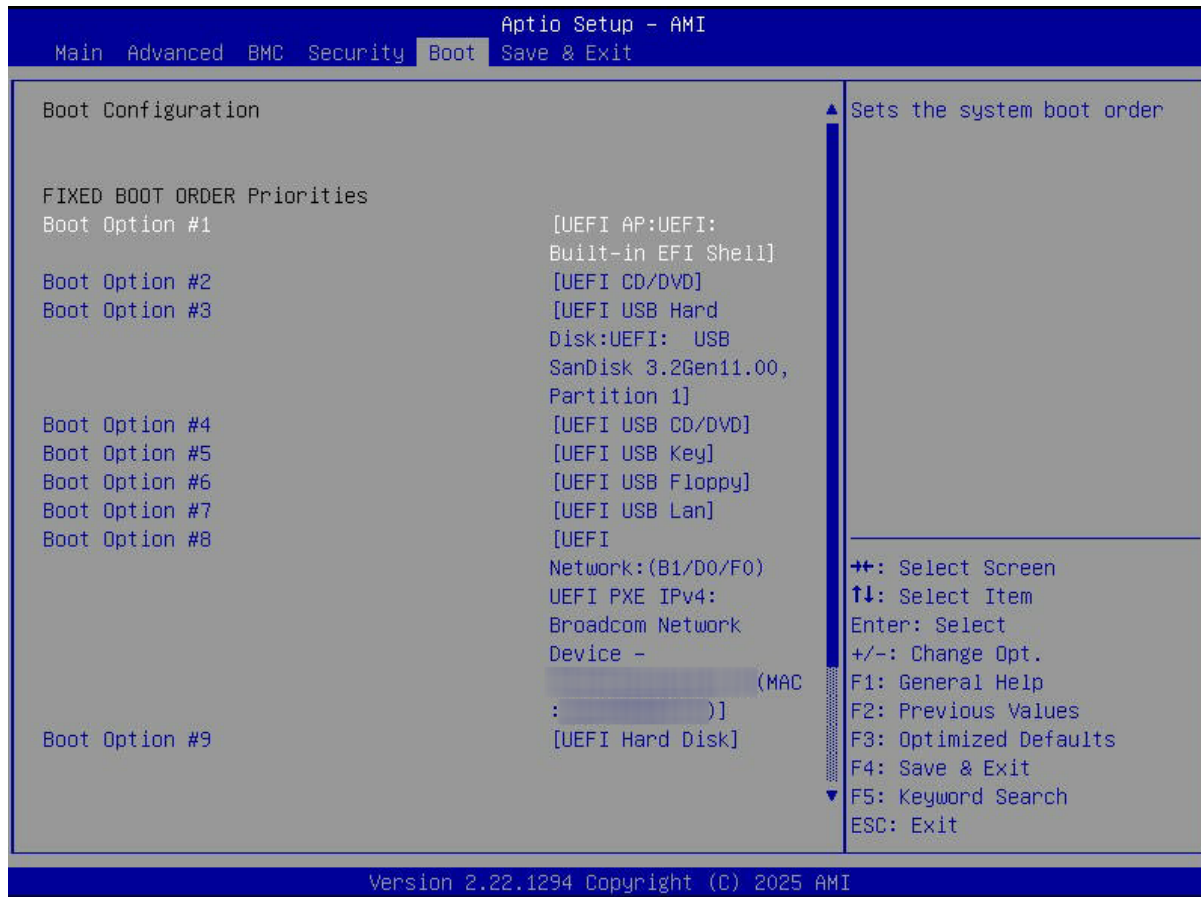 Aptio Setup – AMI
Main Advanced BMC Security Boot Save & Exit
Boot Configuration
FIXED BOOT ORDER Priorities
Boot Option #1 [UEFI AP:UEFI:
Built-in EFI Shell]
Boot Option #2 [UEFI CD/DVD]
Boot Option #3 [UEFI USB Hard
Disk:UEFI: USB
SanDisk 3.2Gen11.00,
Partition 1]
Boot Option #4 [UEFI USB CD/DVD]
Boot Option #5 [UEFI USB Key]
Boot Option #6 [UEFI USB Floppy]
Boot Option #7 [UEFI USB Lan]
Boot Option #8 [UEFI
Network:(B1/D0/F0)
UEFI PXE IPv4:
Broadcom Network
Device –
(MAC
: )]
Boot Option #9 [UEFI Hard Disk]
Sets the system boot order
→←: Select Screen
↑↓: Select Item
Enter: Select
+/-: Change Opt.
F1: General Help
F2: Previous Values
F3: Optimized Defaults
F4: Save & Exit
F5: Keyword Search
ESC: Exit
Version 2.22.1294 Copyright (C) 2025 AMI